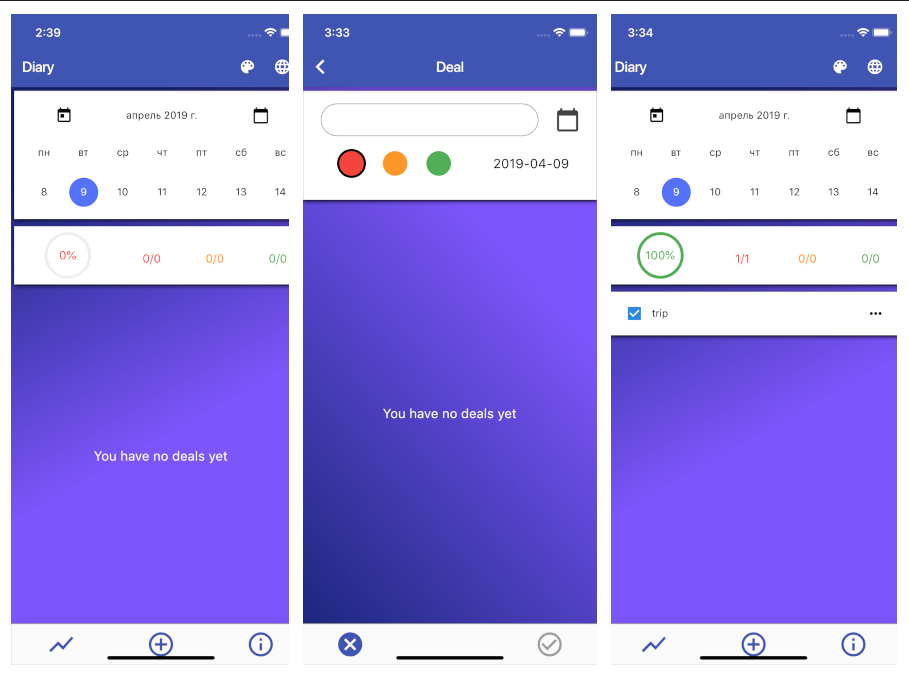 2:39
Diary
апрель 2019 г.
пн вт ср чт пт сб вс
8 9 10 11 12 13 14
0% 0/0 0/0 0/0
You have no deals yet
3:33
Deal
2019-04-09
You have no deals yet
3:34
Diary
апрель 2019 г.
пн вт ср чт пт сб вс
8 9 10 11 12 13 14
100% 1/1 0/0 0/0
trip